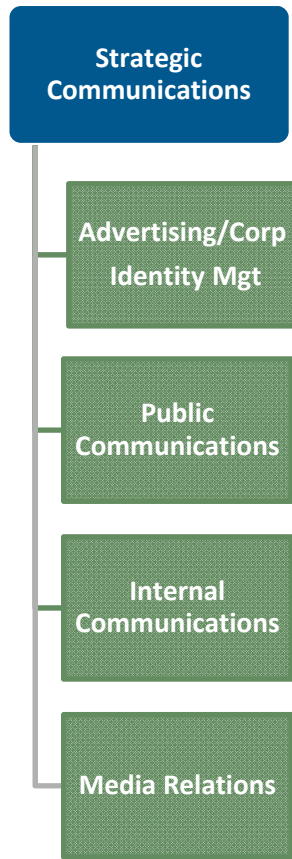 Strategic
Communications
Advertising/Corp
Identity Mgt
Public
Communications
Internal
Communications
Media Relations